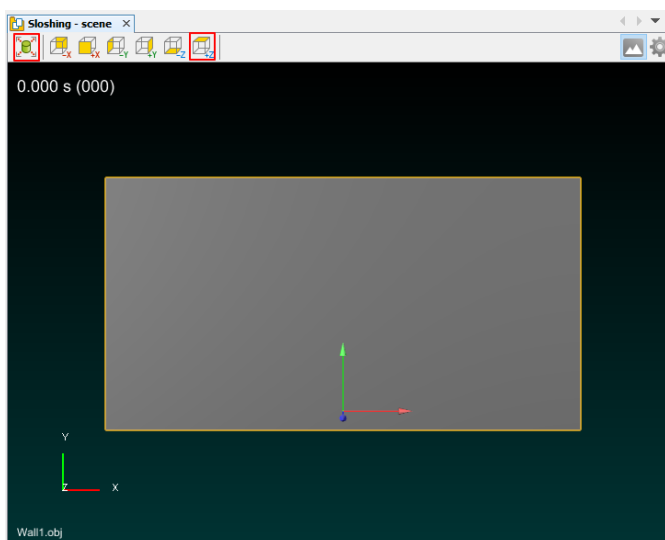 Sloshing - scene
-X +X -Y +Y -Z +Z
0.000 s (000)
Y
Z X
Wall1.obj